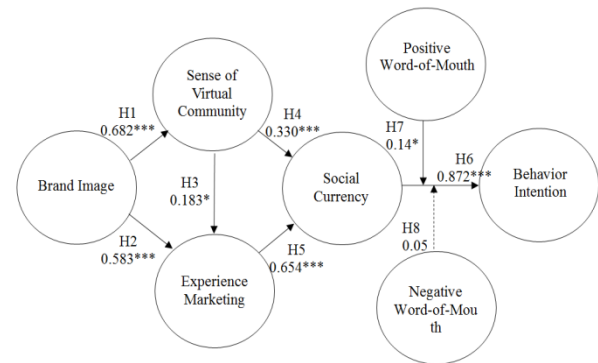 Positive
Word-of-Mouth
Sense of
Virtual
Community
H1
0.682***
H4
0.330***
H7
0.14*
H6
0.872***
Brand Image
H3
0.183*
Social
Currency
Behavior
Intention
H2
0.583***
H5
0.654***
H8
0.05
Experience
Marketing
Negative
Word-of-Mou
th